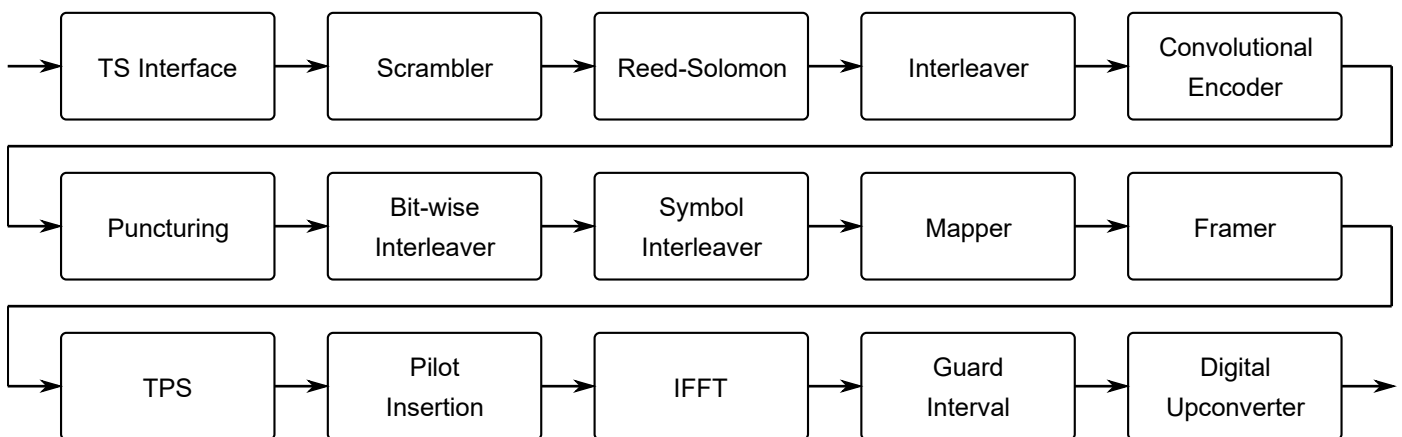 TS Interface
Scrambler
Reed-Solomon
Interleaver
Convolutional
Encoder
Puncturing
Bit-wise
Interleaver
Symbol
Interleaver
Mapper
Framer
TPS
Pilot
Insertion
IFFT
Guard
Interval
Digital
Upconverter